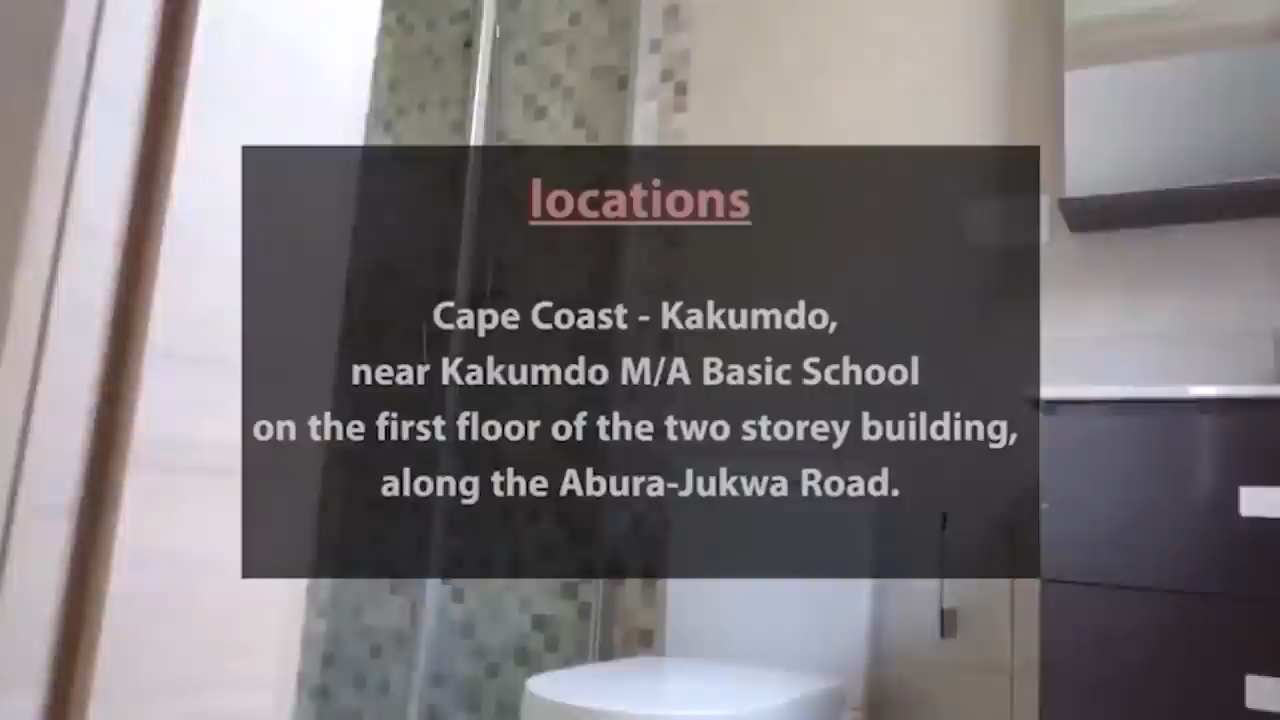 locations
Cape Coast - Kakumdo,
near Kakumdo M/A Basic School
on the first floor of the two storey building,
along the Abura-Jukwa Road.